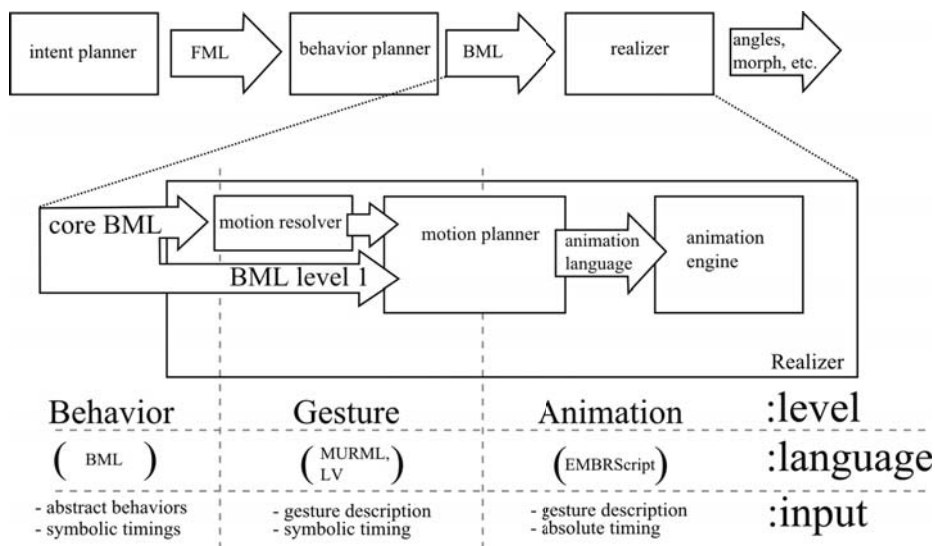 intent planner
FML
behavior planner
BML
realizer
angles,
morph, etc.
core BML
motion resolver
BML level 1
motion planner
animation
language
animation
engine
Realizer
Behavior
Gesture
Animation
:level
( BML )
( MURML,
LV )
(EMBRScript)
:language
- abstract behaviors
- symbolic timings
- gesture description
- symbolic timing
- gesture description
- absolute timing
:input